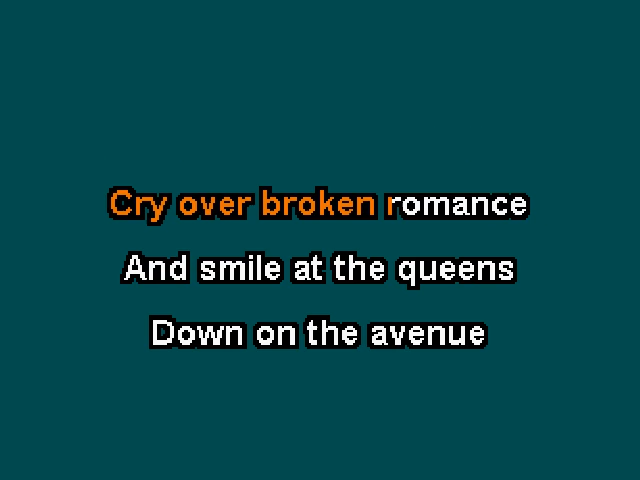 Cry over broken romance
And smile at the queens
Down on the avenue